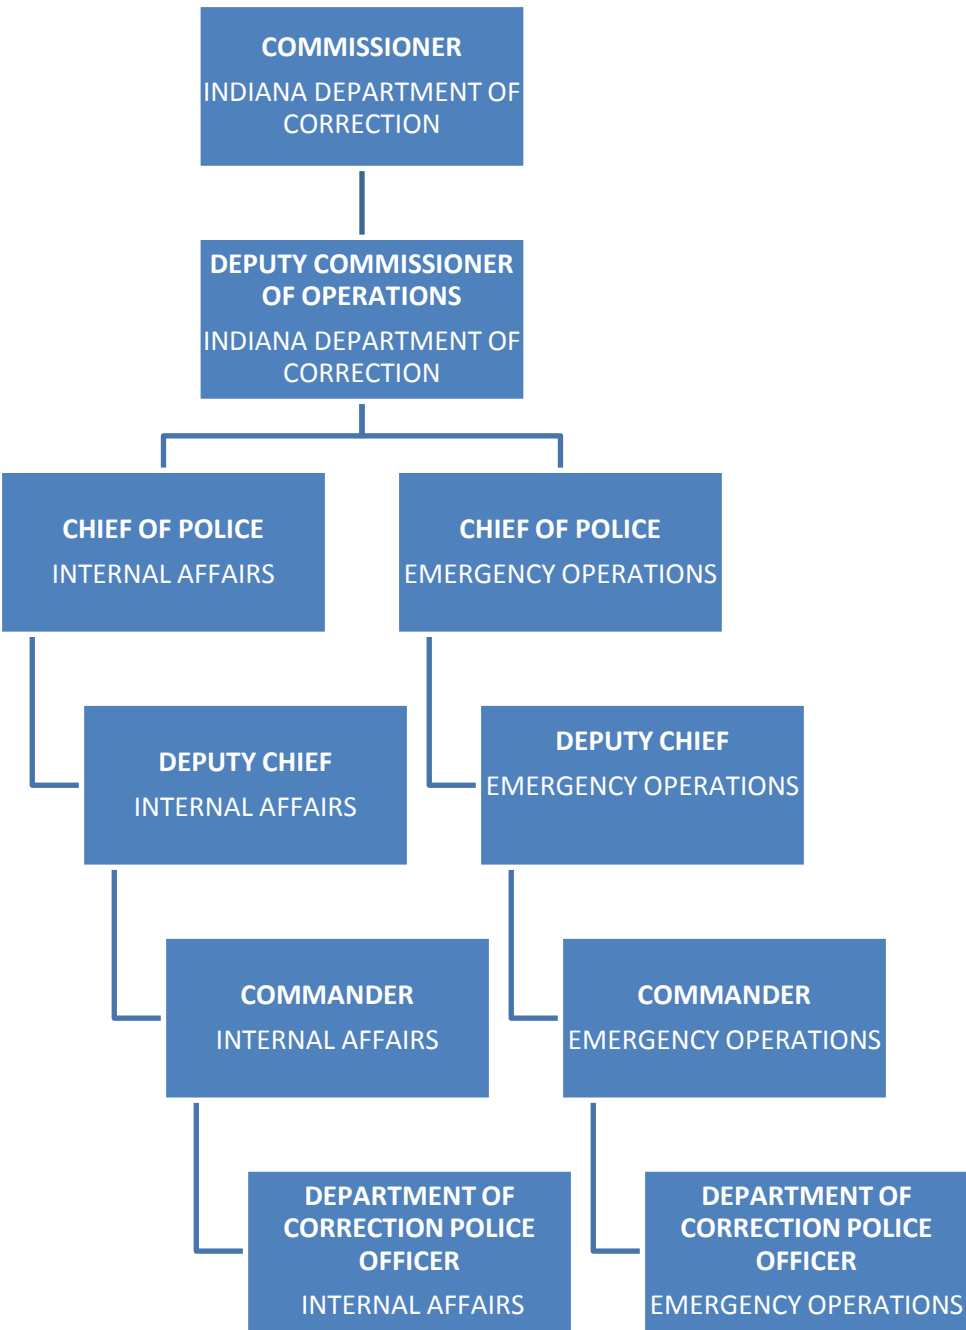 COMMISSIONER
INDIANA DEPARTMENT OF
CORRECTION
DEPUTY COMMISSIONER
OF OPERATIONS
INDIANA DEPARTMENT OF
CORRECTION
CHIEF OF POLICE
INTERNAL AFFAIRS
CHIEF OF POLICE
EMERGENCY OPERATIONS
DEPUTY CHIEF
INTERNAL AFFAIRS
DEPUTY CHIEF
EMERGENCY OPERATIONS
COMMANDER
INTERNAL AFFAIRS
COMMANDER
EMERGENCY OPERATIONS
DEPARTMENT OF
CORRECTION POLICE
OFFICER
INTERNAL AFFAIRS
DEPARTMENT OF
CORRECTION POLICE
OFFICER
EMERGENCY OPERATIONS